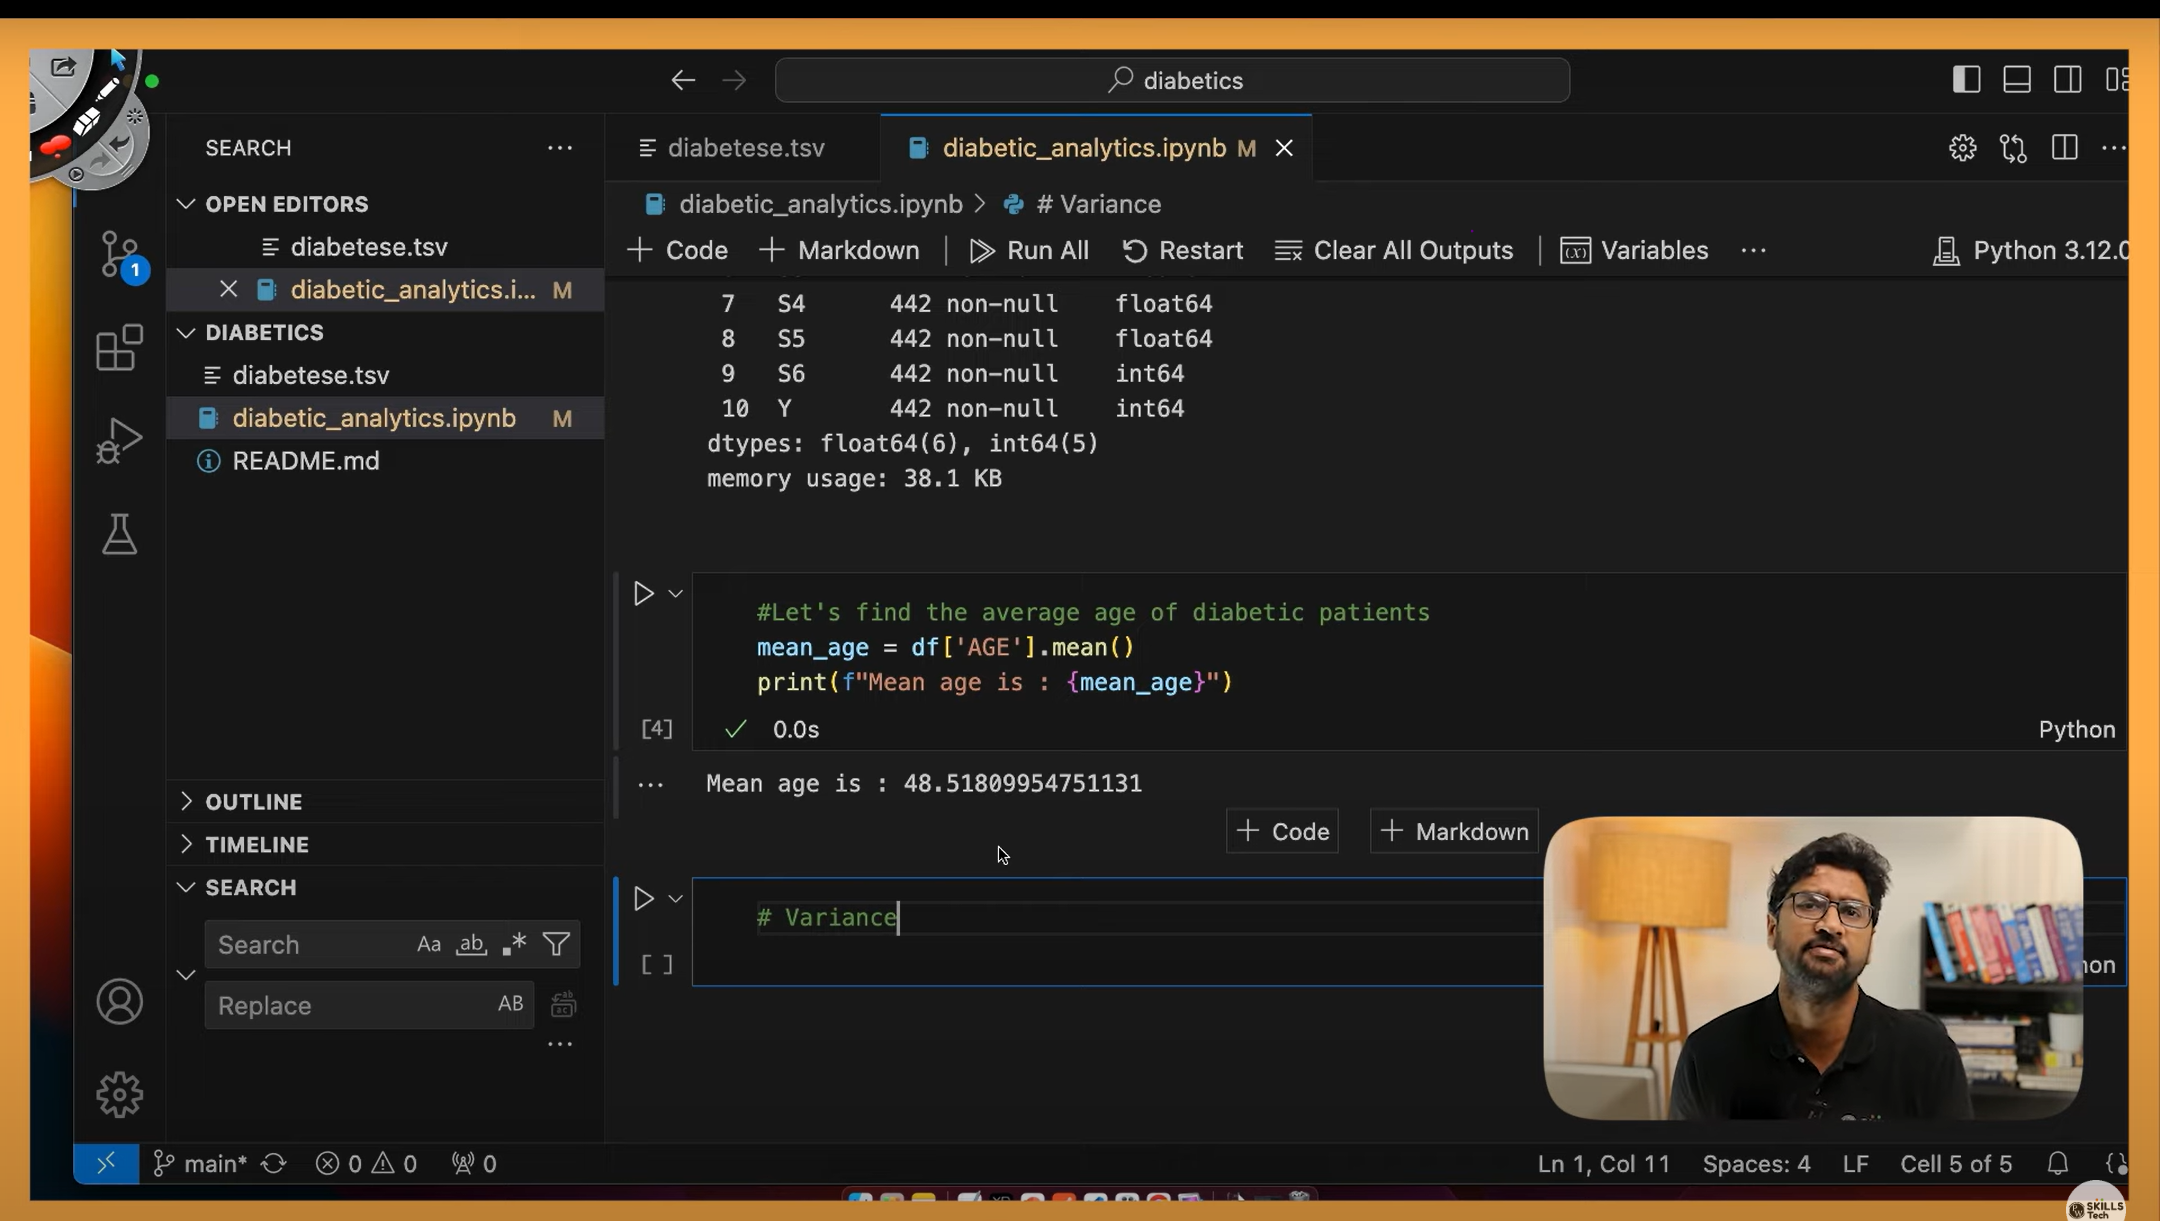 diabetics
SEARCH
OPEN EDITORS
diabetese.tsv
diabetic_analytics.i... M
DIABETICS
diabetese.tsv
diabetic_analytics.ipynb M
README.md
OUTLINE
TIMELINE
SEARCH
Search Aa ab .*
Replace AB
diabetese.tsv diabetic_analytics.ipynb M
diabetic_analytics.ipynb > # Variance
+ Code + Markdown | Run All Restart Clear All Outputs | Variables ... Python 3.12.0
7 S4 442 non-null float64
8 S5 442 non-null float64
9 S6 442 non-null int64
10 Y 442 non-null int64
dtypes: float64(6), int64(5)
memory usage: 38.1 KB
#Let's find the average age of diabetic patients
mean_age = df['AGE'].mean()
print(f"Mean age is : {mean_age}")
[4] 0.0s Python
Mean age is : 48.51809954751131
+ Code + Markdown
# Variance
[ ]
1
main* 0 0 0
Ln 1, Col 11 Spaces: 4 LF Cell 5 of 5
SKILLS
Tech